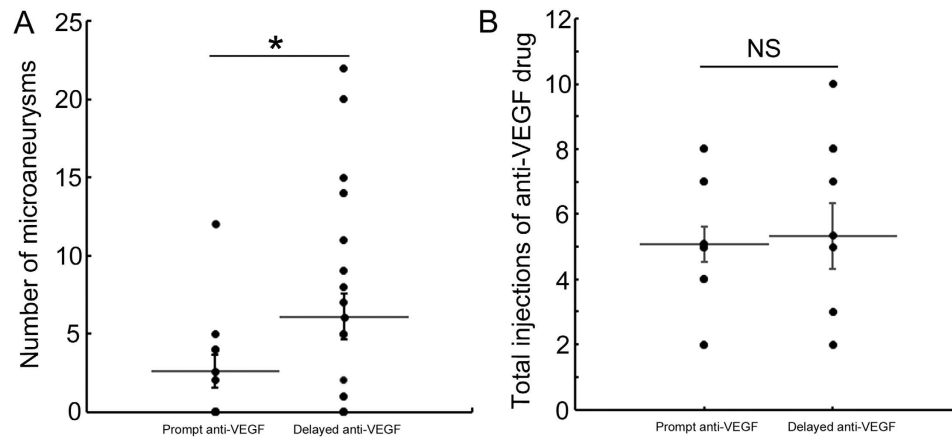 A
Number of microaneurysms
25
20
15
10
5
0
*
Prompt anti-VEGF
Delayed anti-VEGF
B
Total injections of anti-VEGF drug
12
10
8
6
4
2
0
NS
Prompt anti-VEGF
Delayed anti-VEGF